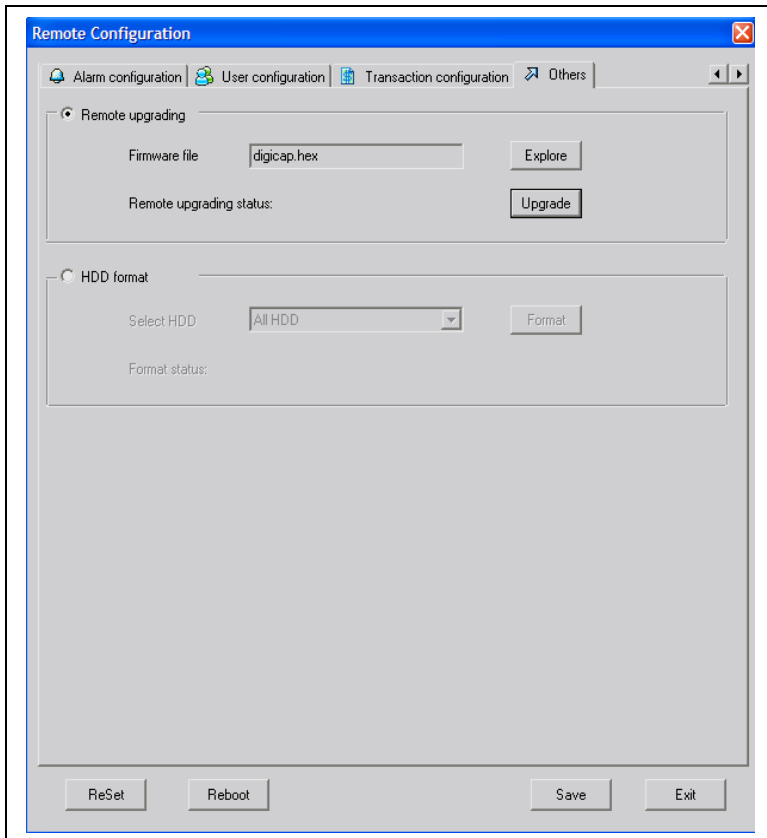 Remote Configuration
Alarm configuration User configuration Transaction configuration Others
Remote upgrading
Firmware file digicap.hex Explore
Remote upgrading status: Upgrade
HDD format
Select HDD All HDD Format
Format status:
ReSet Reboot Save Exit